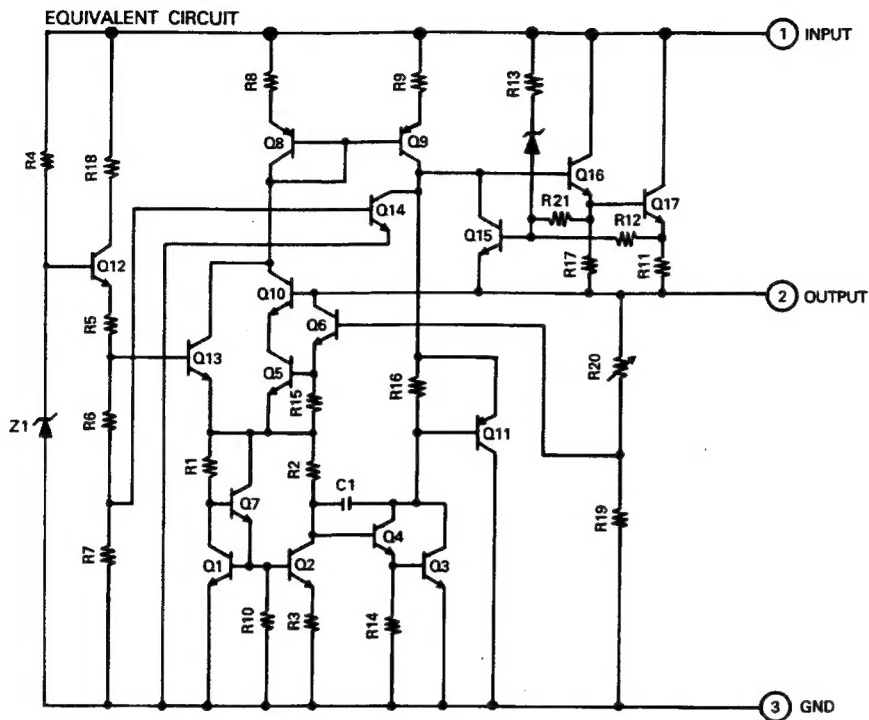 EQUIVALENT CIRCUIT
1 INPUT
R8
R9
R13
R4
R18
Q8
Q9
Q16
Q14
R21
R12
Q17
Q15
Q12
R17
R11
Q10
2 OUTPUT
R5
Q6
Q13
Q5
R15
R16
R20
Z1
R6
Q11
R1
R2
C1
Q7
Q4
R19
R7
Q1
Q2
Q3
R10
R3
R14
3 GND